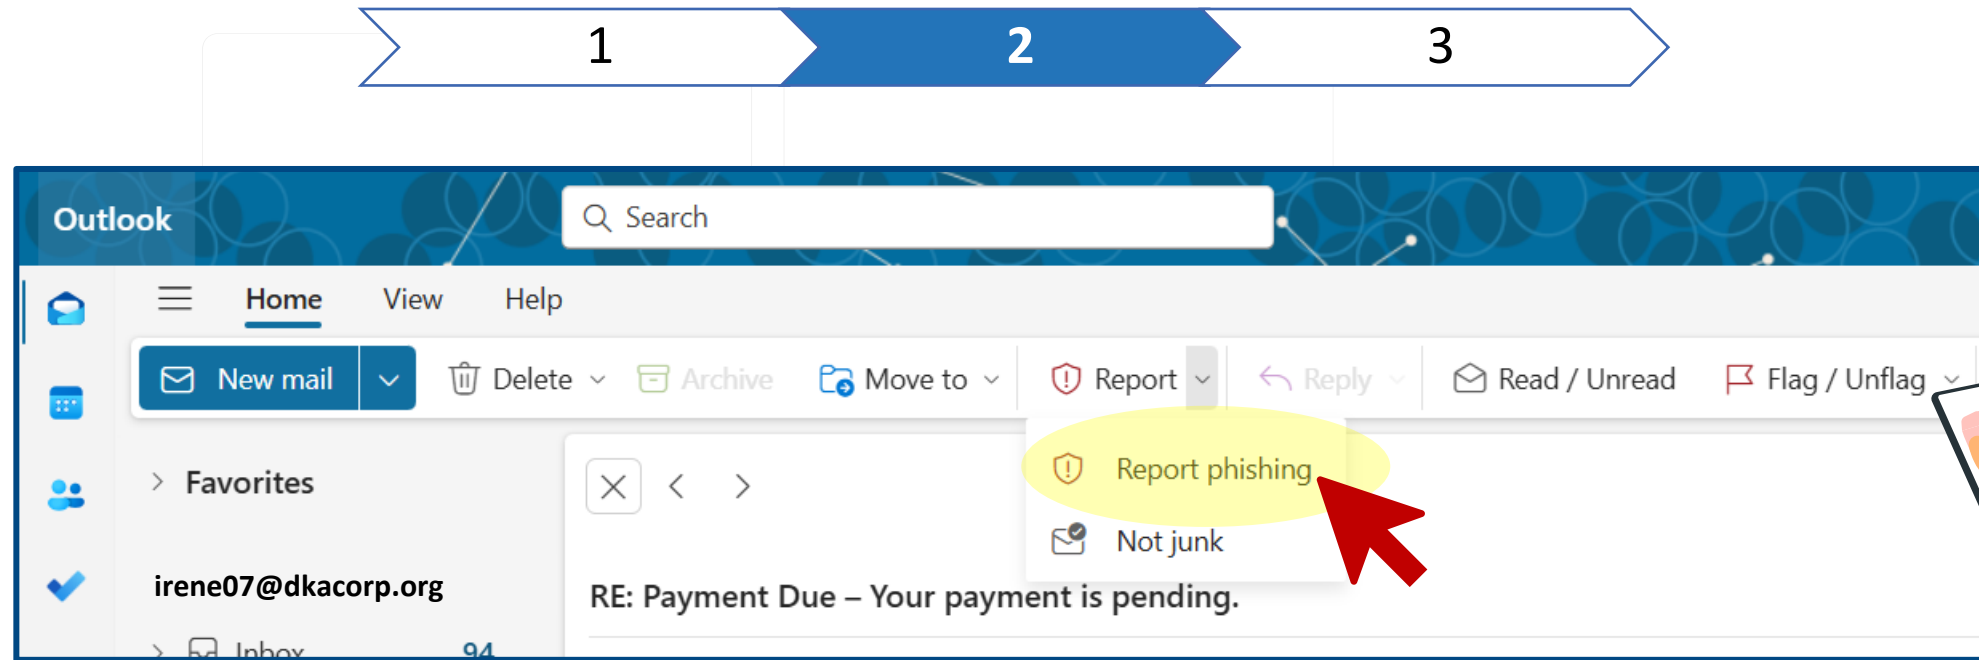 1 2 3
Outlook Search
Home View Help
New mail Delete Archive Move to Report Reply Read / Unread Flag / Unflag
Report phishing
Favorites
Not junk
irene07@dkacorp.org
RE: Payment Due – Your payment is pending.
Inbox 94